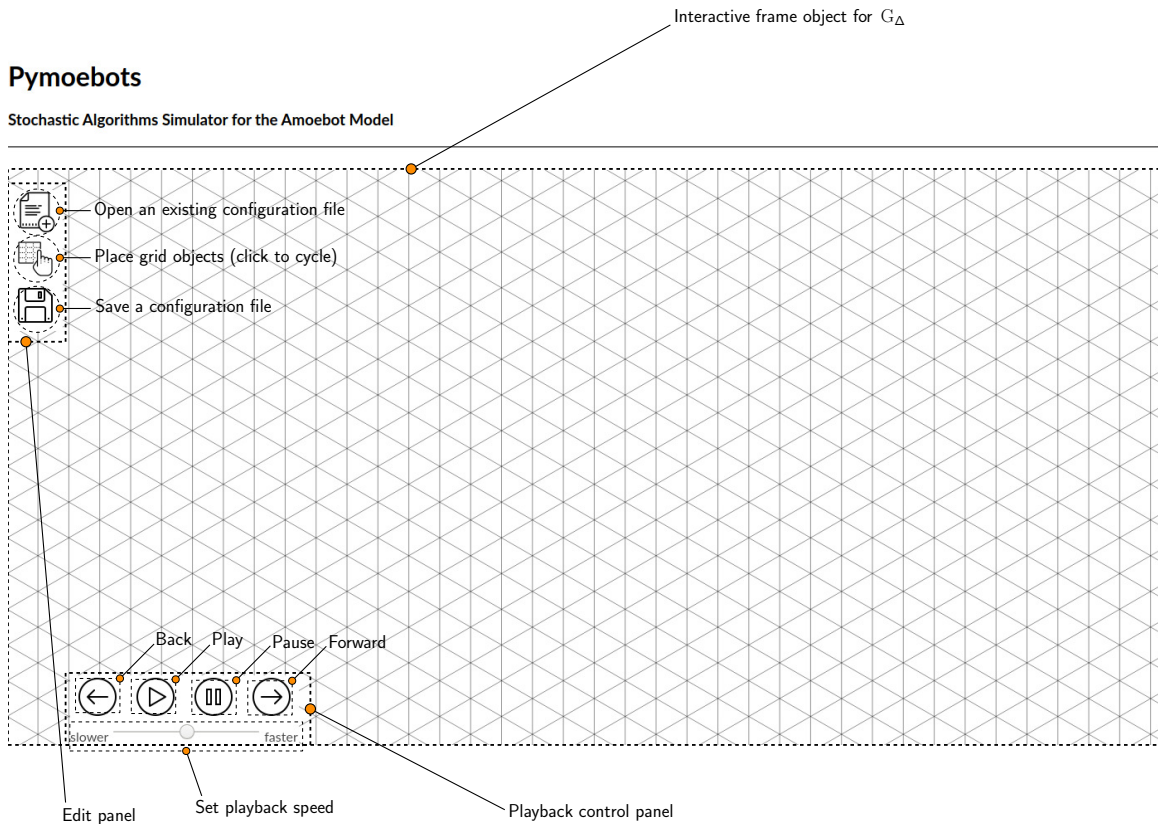 Interactive frame object for G_Δ
Pymoebots
Stochastic Algorithms Simulator for the Amoebot Model
Open an existing configuration file
Place grid objects (click to cycle)
Save a configuration file
Back
Play
Pause
Forward
slower
faster
Edit panel
Set playback speed
Playback control panel